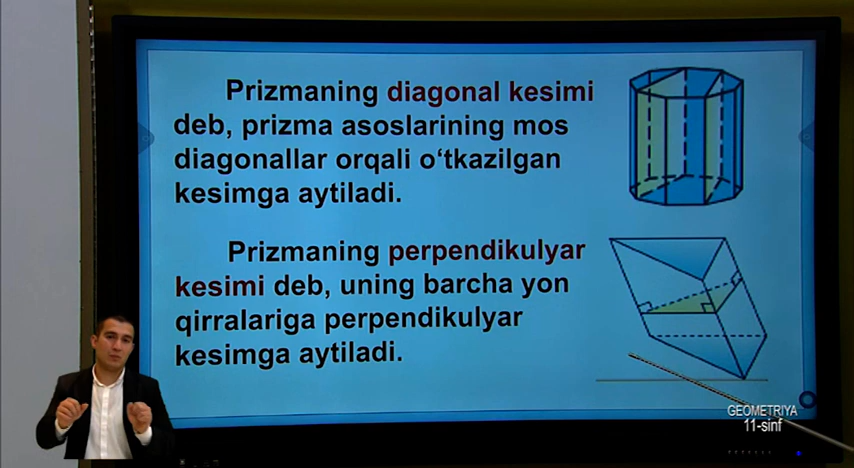 Prizmaning diagonal kesimi
deb, prizma asoslarining mos
diagonallar orqali o‘tkazilgan
kesimga aytiladi.
Prizmaning perpendikulyar
kesimi deb, uning barcha yon
qirralariga perpendikulyar
kesimga aytiladi.
GEOMETRIYA
11-sinf